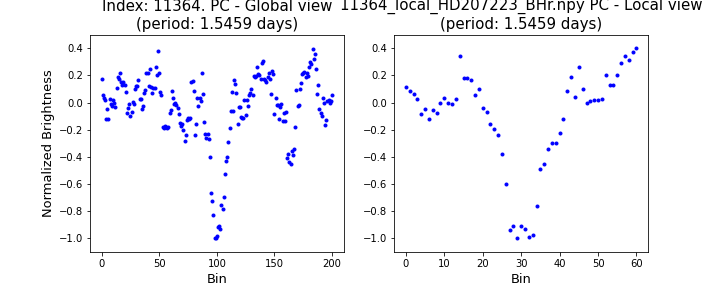 Index: 11364. PC - Global view
(period: 1.5459 days)
11364_local_HD207223_BHr.npy PC - Local view
(period: 1.5459 days)
Normalized Brightness
0.4
0.2
0.0
−0.2
−0.4
−0.6
−0.8
−1.0
0 50 100 150 200
Bin
0.4
0.2
0.0
−0.2
−0.4
−0.6
−0.8
−1.0
0 10 20 30 40 50 60
Bin